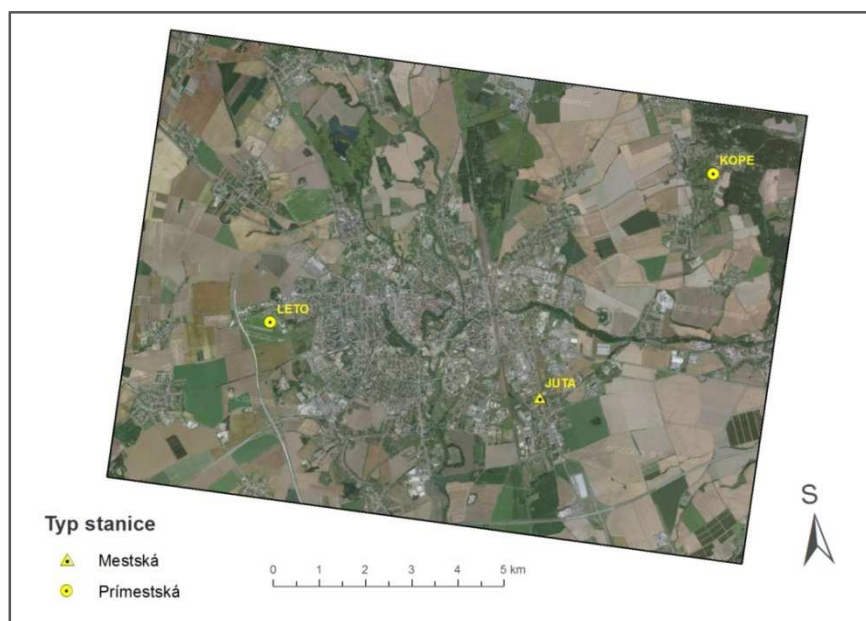 KOPE
LETO
JUTA
S
Typ stanice
Mestská
Prímestská
0 1 2 3 4 5 km